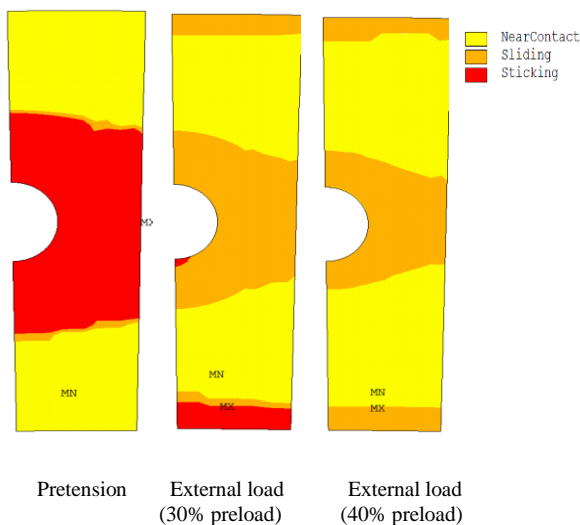 NearContact
Sliding
Sticking
MX
MN
MN
MX
MN
MX
Pretension
External load
(30% preload)
External load
(40% preload)